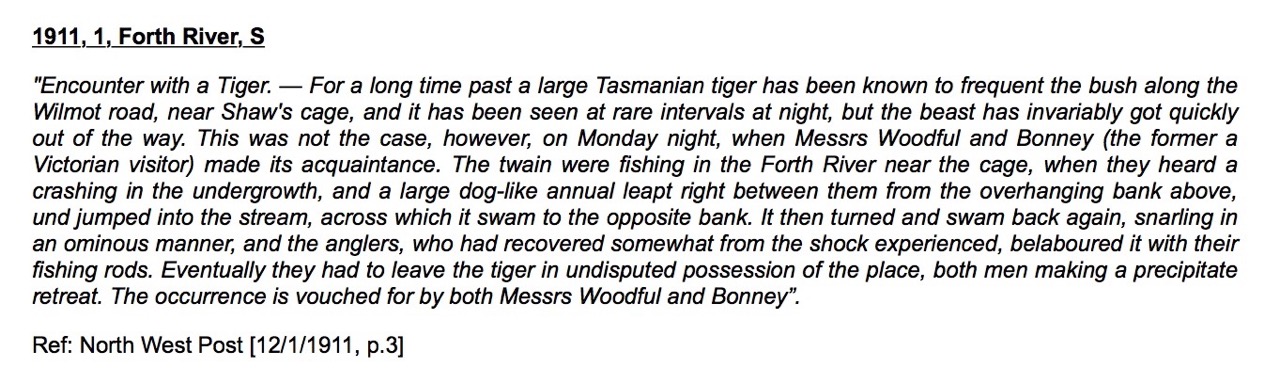 1911, 1, Forth River, S
"Encounter with a Tiger. — For a long time past a large Tasmanian tiger has been known to frequent the bush along the
Wilmot road, near Shaw's cage, and it has been seen at rare intervals at night, but the beast has invariably got quickly
out of the way. This was not the case, however, on Monday night, when Messrs Woodful and Bonney (the former a
Victorian visitor) made its acquaintance. The twain were fishing in the Forth River near the cage, when they heard a
crashing in the undergrowth, and a large dog-like annual leapt right between them from the overhanging bank above,
und jumped into the stream, across which it swam to the opposite bank. It then turned and swam back again, snarling in
an ominous manner, and the anglers, who had recovered somewhat from the shock experienced, belaboured it with their
fishing rods. Eventually they had to leave the tiger in undisputed possession of the place, both men making a precipitate
retreat. The occurrence is vouched for by both Messrs Woodful and Bonney”.
Ref: North West Post [12/1/1911, p.3]